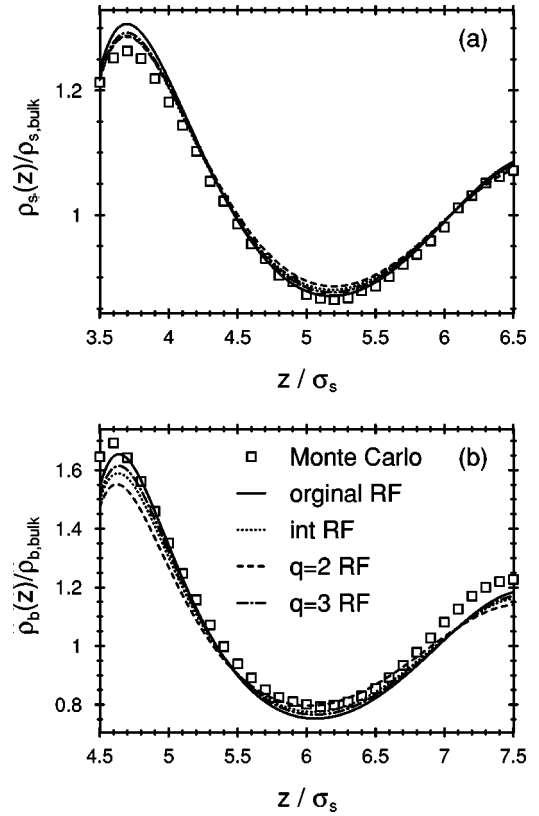 (a)
1.2
1
ρs(z)/ρs,bulk
3.5 4 4.5 5 5.5 6 6.5
z / σs
(b)
1.6
1.4
1.2
1
0.8
ρb(z)/ρb,bulk
Monte Carlo
orginal RF
int RF
q=2 RF
q=3 RF
4.5 5 5.5 6 6.5 7 7.5
z / σs